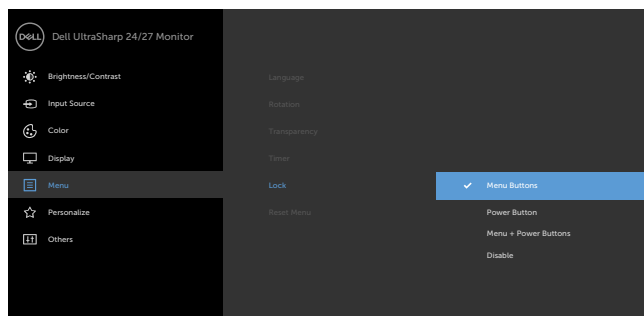 DELL Dell UltraSharp 24/27 Monitor
Brightness/Contrast
Input Source
Color
Display
Menu
Personalize
Others
Language
Rotation
Transparency
Timer
Lock
Reset Menu
Menu Buttons
Power Button
Menu + Power Buttons
Disable